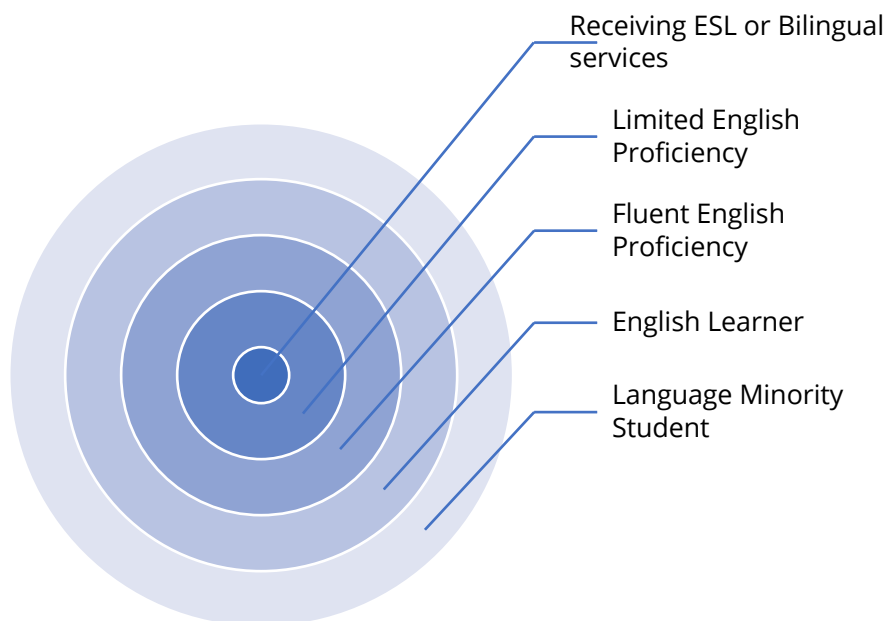 Receiving ESL or Bilingual
services
Limited English
Proficiency
Fluent English
Proficiency
English Learner
Language Minority
Student